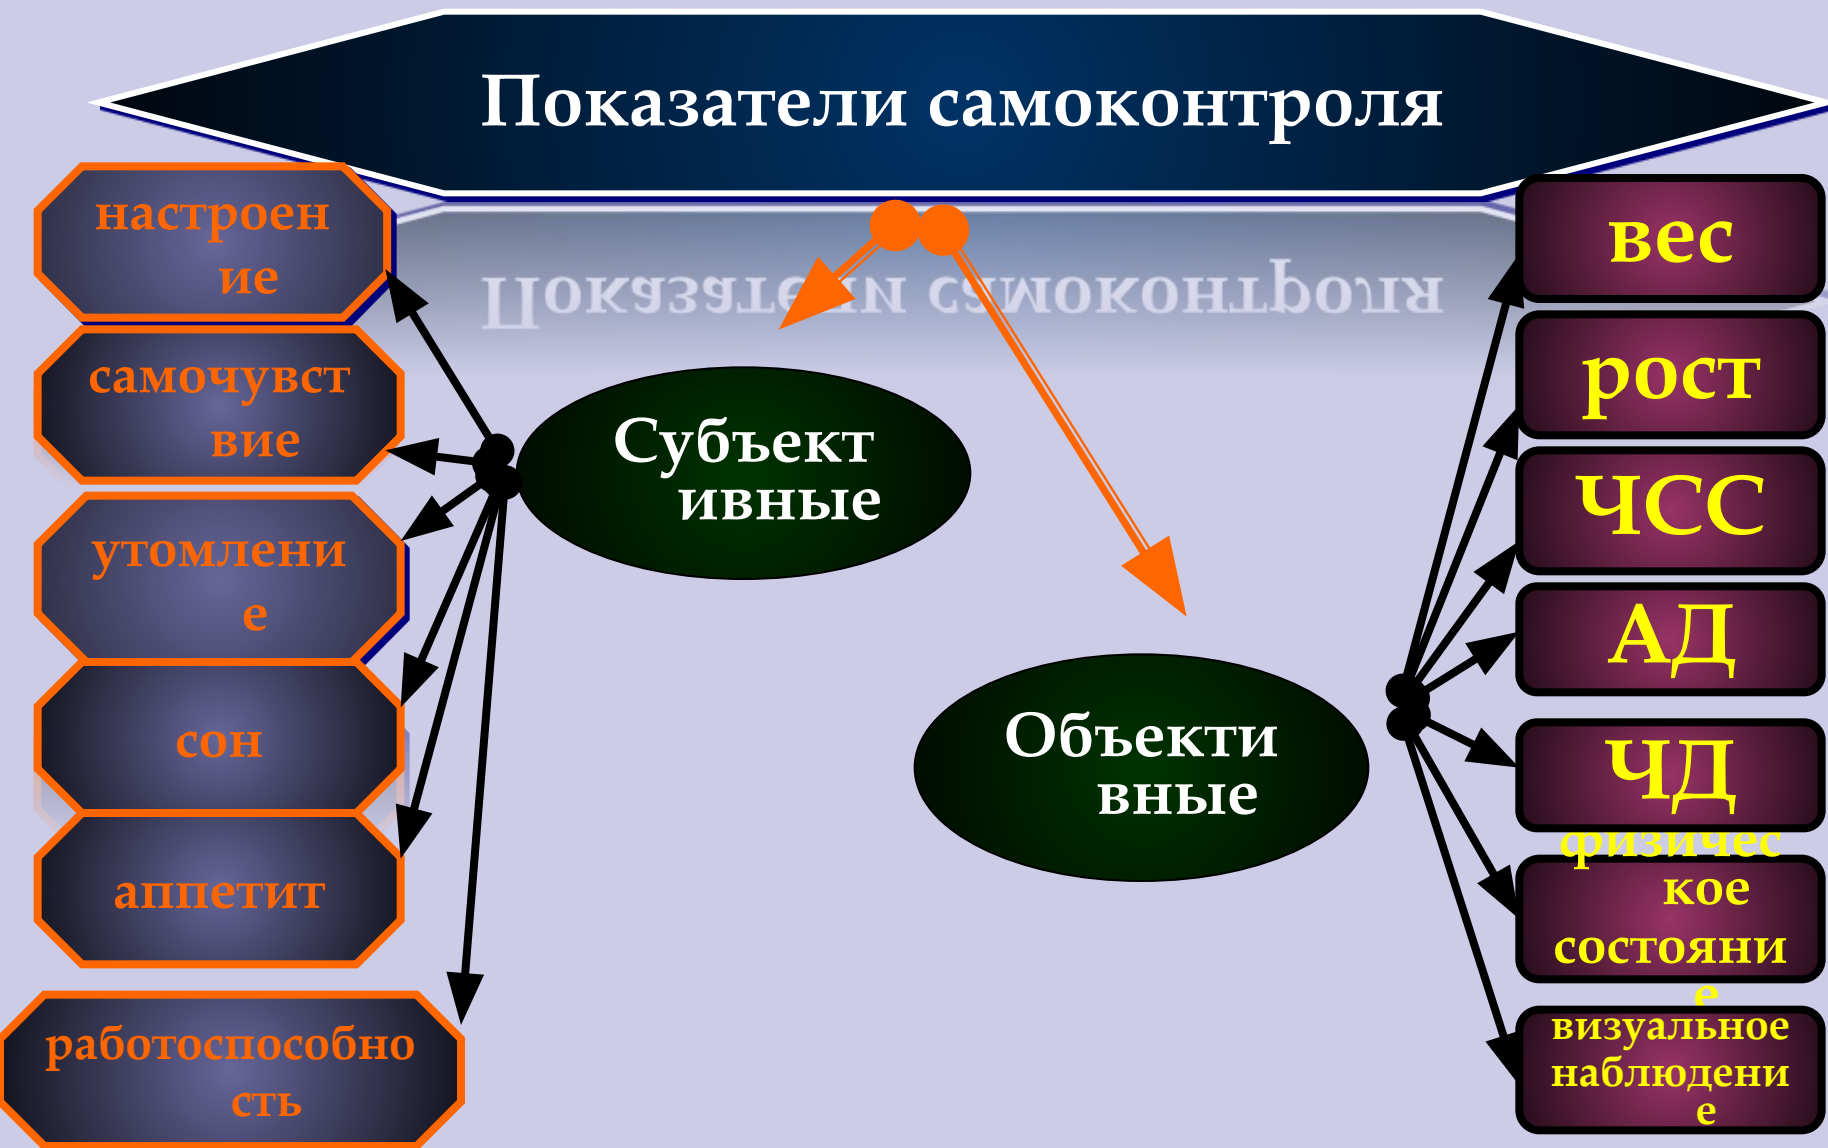 Показатели самоконтроля
настроен
ие
самочувст
вие
утомлени
е
сон
аппетит
работоспособно
сть
Субъект
ивные
Объекти
вные
вес
рост
ЧСС
АД
ЧД
физичес
кое
состояни
е
визуальное
наблюдени
е